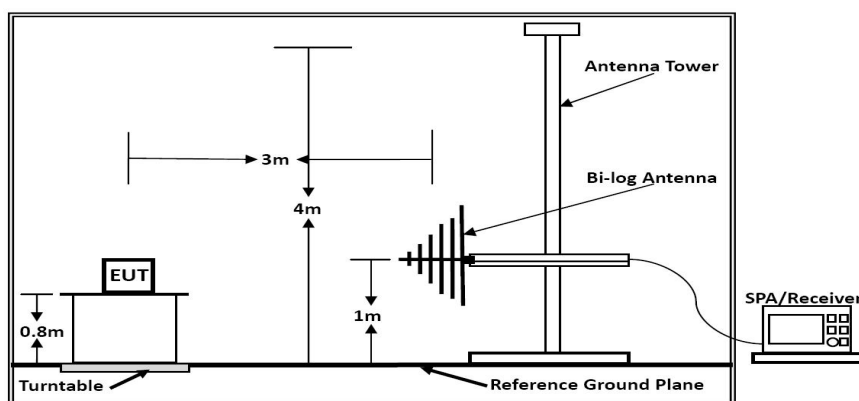 Antenna Tower
3m
Bi-log Antenna
4m
EUT
SPA/Receiver
0.8m
1m
Turntable
Reference Ground Plane